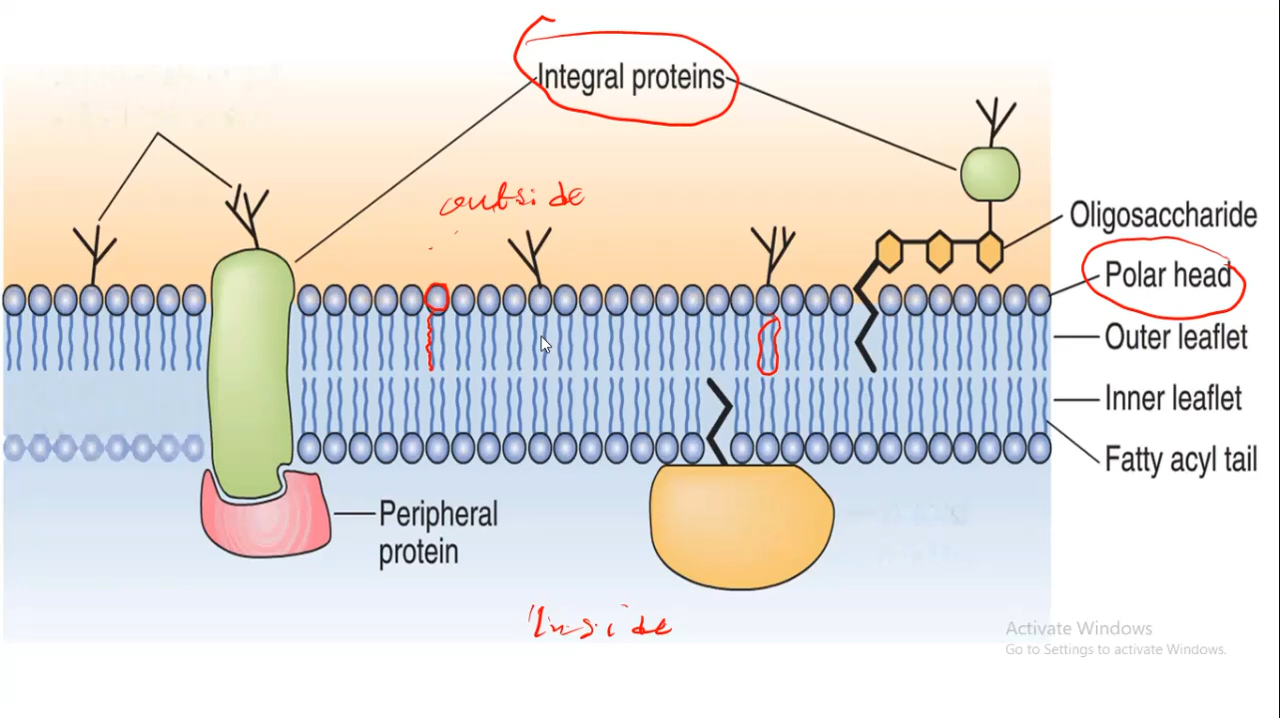 Integral proteins
outside
Oligosaccharide
Polar head
Outer leaflet
Inner leaflet
Fatty acyl tail
Peripheral
protein
Inside
Activate Windows
Go to Settings to activate Windows.